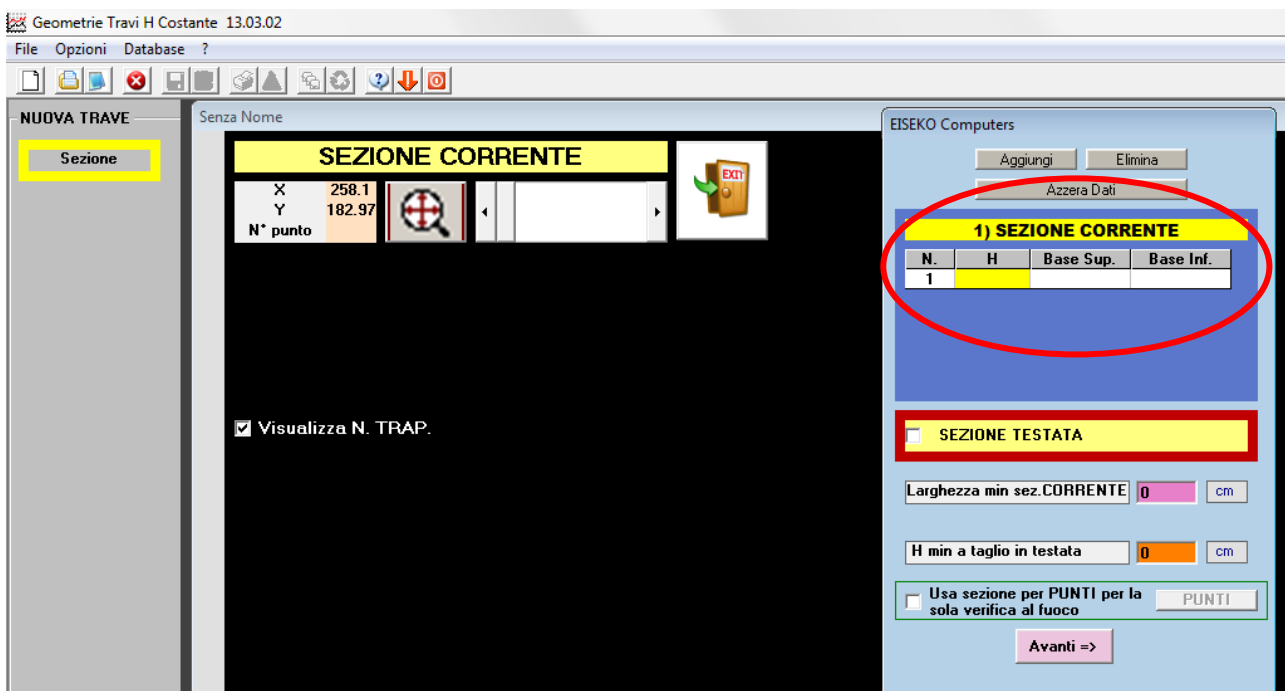 Geometrie Travi H Costante 13.03.02
File Opzioni Database ?
NUOVA TRAVE
Sezione
Senza Nome
SEZIONE CORRENTE
X 258.1
Y 182.97
N° punto
EXIT
Visualizza N. TRAP.
EISEKO Computers
Aggiungi Elimina
Azzera Dati
1) SEZIONE CORRENTE
N. H Base Sup. Base Inf.
1
SEZIONE TESTATA
Larghezza min sez.CORRENTE 0 cm
H min a taglio in testata 0 cm
Usa sezione per PUNTI per la
sola verifica al fuoco
PUNTI
Avanti =>